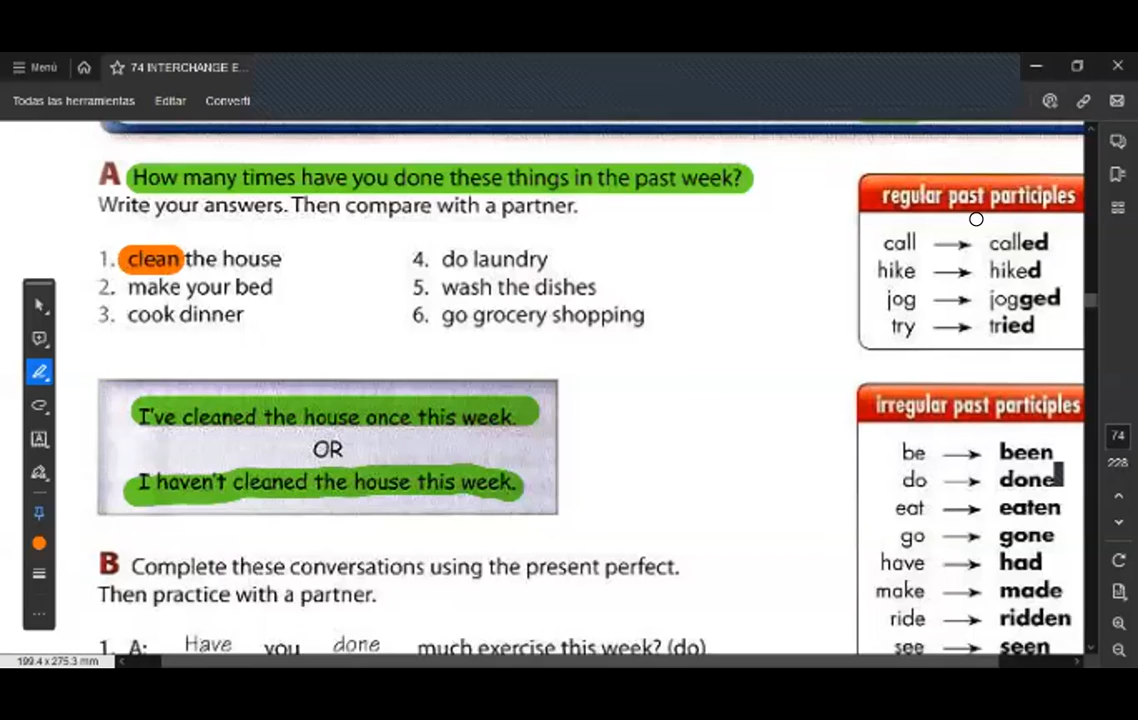 Menú
74 INTERCHANGE E...
Todas las herramientas Editar Converti
A How many times have you done these things in the past week?
Write your answers. Then compare with a partner.
1. clean the house
2. make your bed
3. cook dinner
4. do laundry
5. wash the dishes
6. go grocery shopping
I've cleaned the house once this week.
OR
I haven't cleaned the house this week.
B Complete these conversations using the present perfect.
Then practice with a partner.
1. A: Have you done much exercise this week? (do)
regular past participles
call → called
hike → hiked
jog → jogged
try → tried
irregular past participles
be → been
do → done
eat → eaten
go → gone
have → had
make → made
ride → ridden
see → seen
74
228
199.4 x 275.3 mm